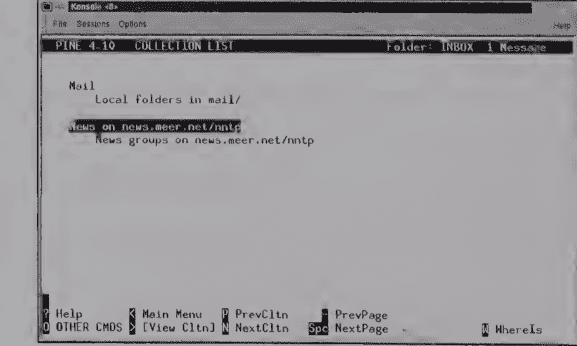 Konsole <8>
File Sessions Options Help
PINE 4.10 COLLECTION LIST Folder: INBOX 1 Message
Mail
Local folders in mail/
News on news.meer.net/nntp
News groups on news.meer.net/nntp
? Help < Main Menu P PrevCltn - PrevPage
O OTHER CMDS > [View Cltn] N NextCltn Spc NextPage W WhereIs